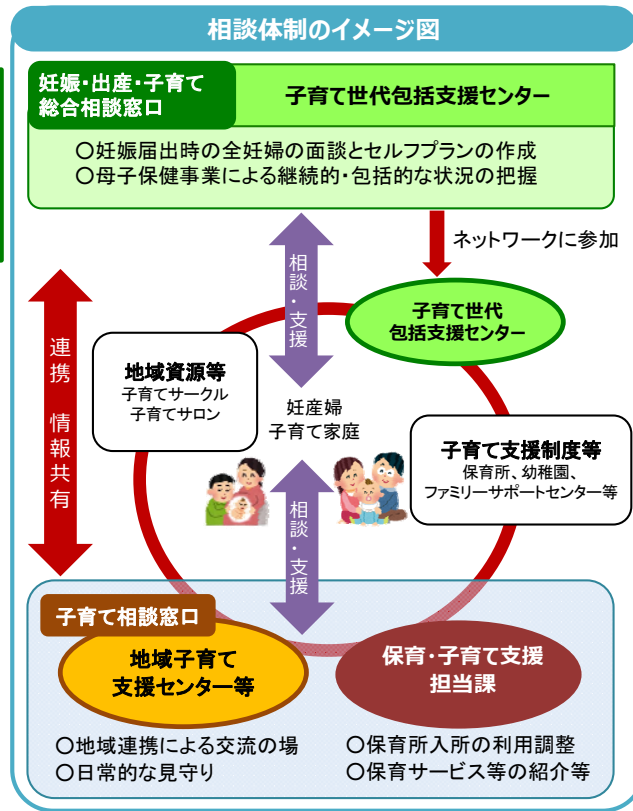 相談体制のイメージ図
妊娠・出産・子育て
総合相談窓口
子育て世代包括支援センター
○妊娠届出時の全妊婦の面談とセルフプランの作成
○母子保健事業による継続的・包括的な状況の把握
相談・支援
ネットワークに参加
子育て世代
包括支援センター
連携　情報共有
地域資源等
子育てサークル
子育てサロン
妊産婦
子育て家庭
子育て支援制度等
保育所、幼稚園、
ファミリーサポートセンター等
相談・支援
子育て相談窓口
地域子育て
支援センター等
保育・子育て支援
担当課
○地域連携による交流の場
○日常的な見守り
○保育所入所の利用調整
○保育サービス等の紹介等